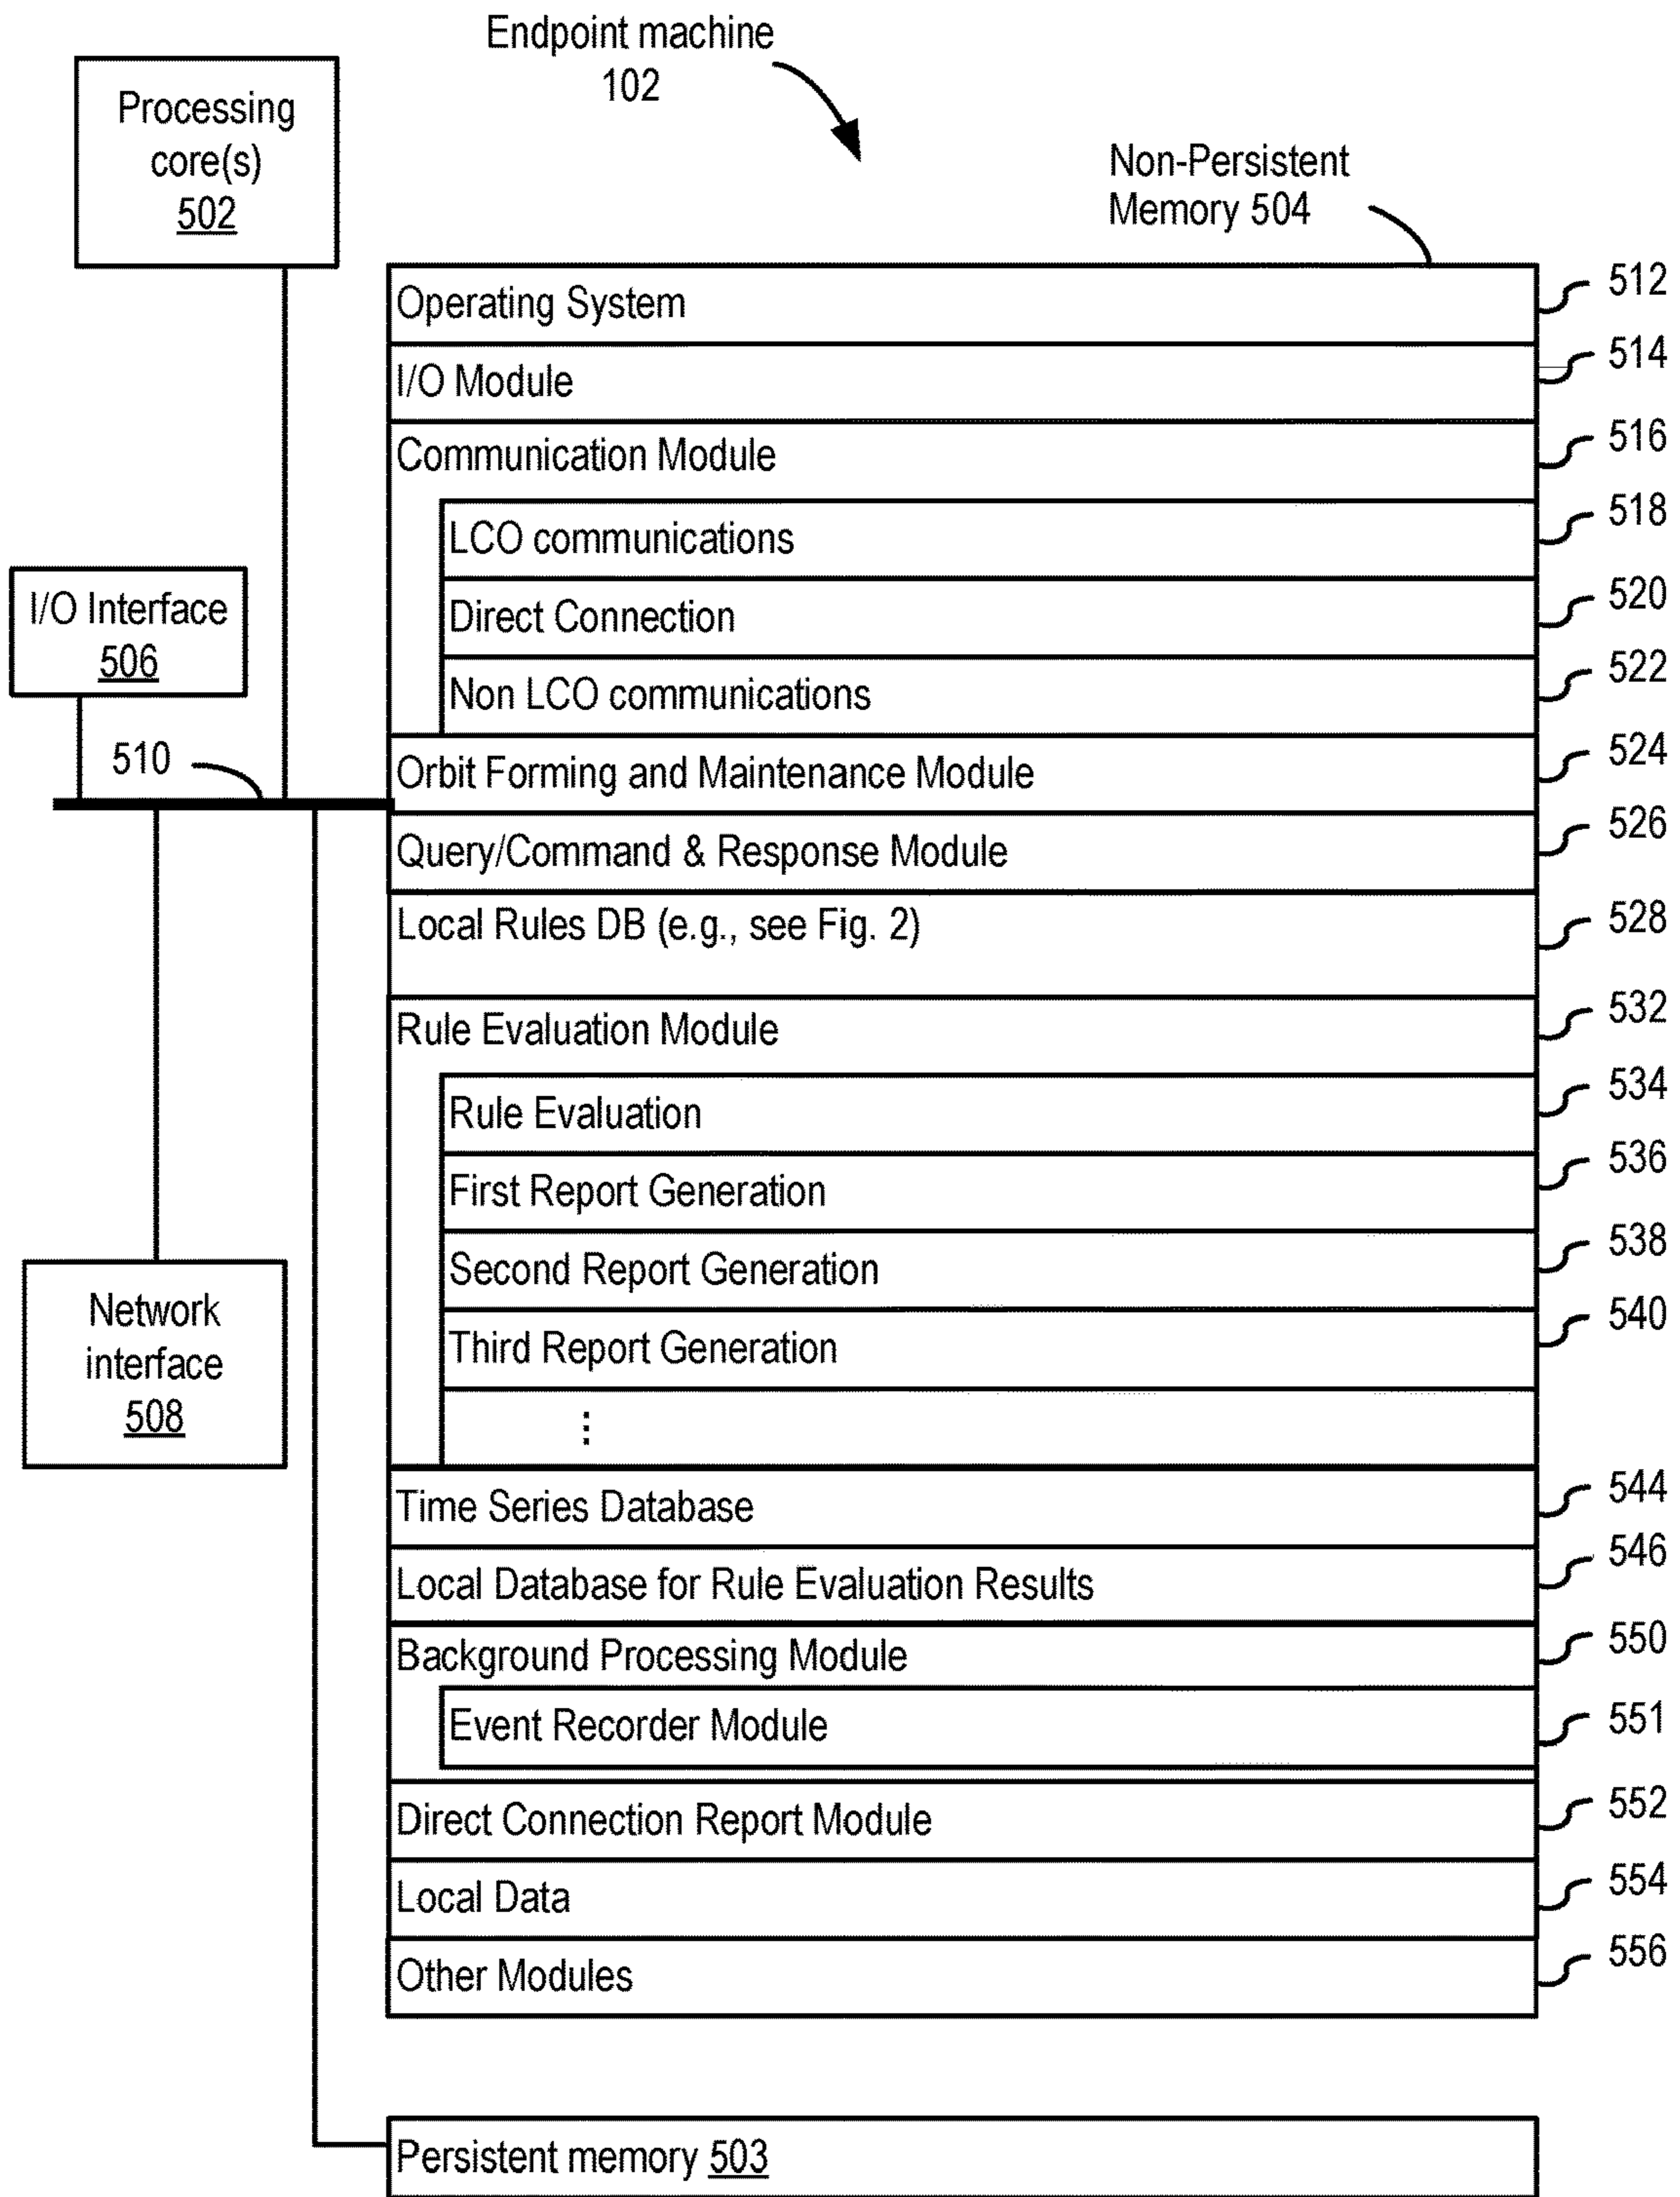 Endpoint machine
102
Processing
core(s)
502
Non-Persistent
Memory 504
Operating System
512
I/O Module
514
Communication Module
516
LCO communications
518
Direct Connection
520
I/O Interface
506
Non LCO communications
522
510
Orbit Forming and Maintenance Module
524
Query/Command & Response Module
526
Local Rules DB (e.g., see Fig. 2)
528
Rule Evaluation Module
532
Rule Evaluation
534
First Report Generation
536
Second Report Generation
538
Network
interface
508
Third Report Generation
540
⋮
Time Series Database
544
Local Database for Rule Evaluation Results
546
Background Processing Module
550
Event Recorder Module
551
Direct Connection Report Module
552
Local Data
554
Other Modules
556
Persistent memory 503